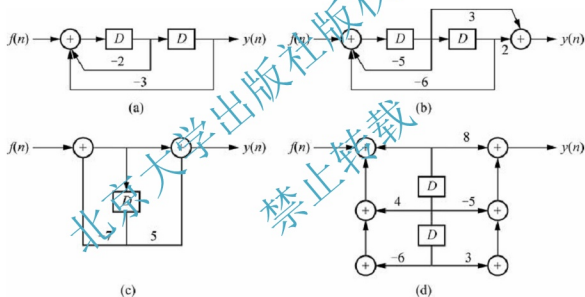 f(n) + D D y(n)
−2
−3
(a)
f(n) + D D + y(n)
3
2
−5
−6
(b)
f(n) + + y(n)
D
7 5
(c)
f(n) + 8 + y(n)
D
+ 4 −5 +
D
+ −6 3 +
(d)
北京大学出版社版权
禁止转载